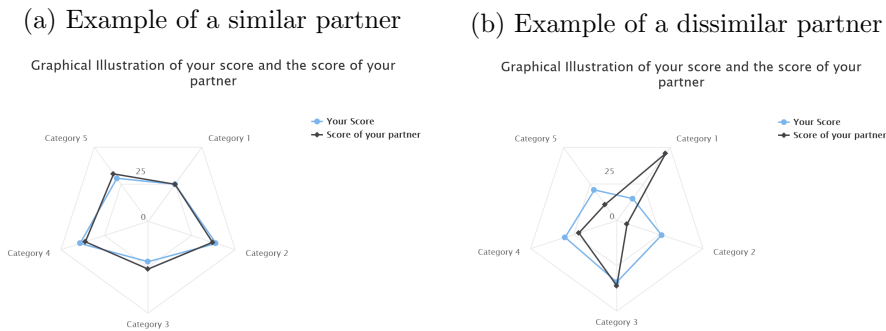 (a) Example of a similar partner
Graphical Illustration of your score and the score of your
partner
Your Score
Score of your partner
Category 5
Category 1
25
0
Category 4
Category 2
Category 3
(b) Example of a dissimilar partner
Graphical Illustration of your score and the score of your
partner
Your Score
Score of your partner
Category 5
Category 1
25
0
Category 4
Category 2
Category 3